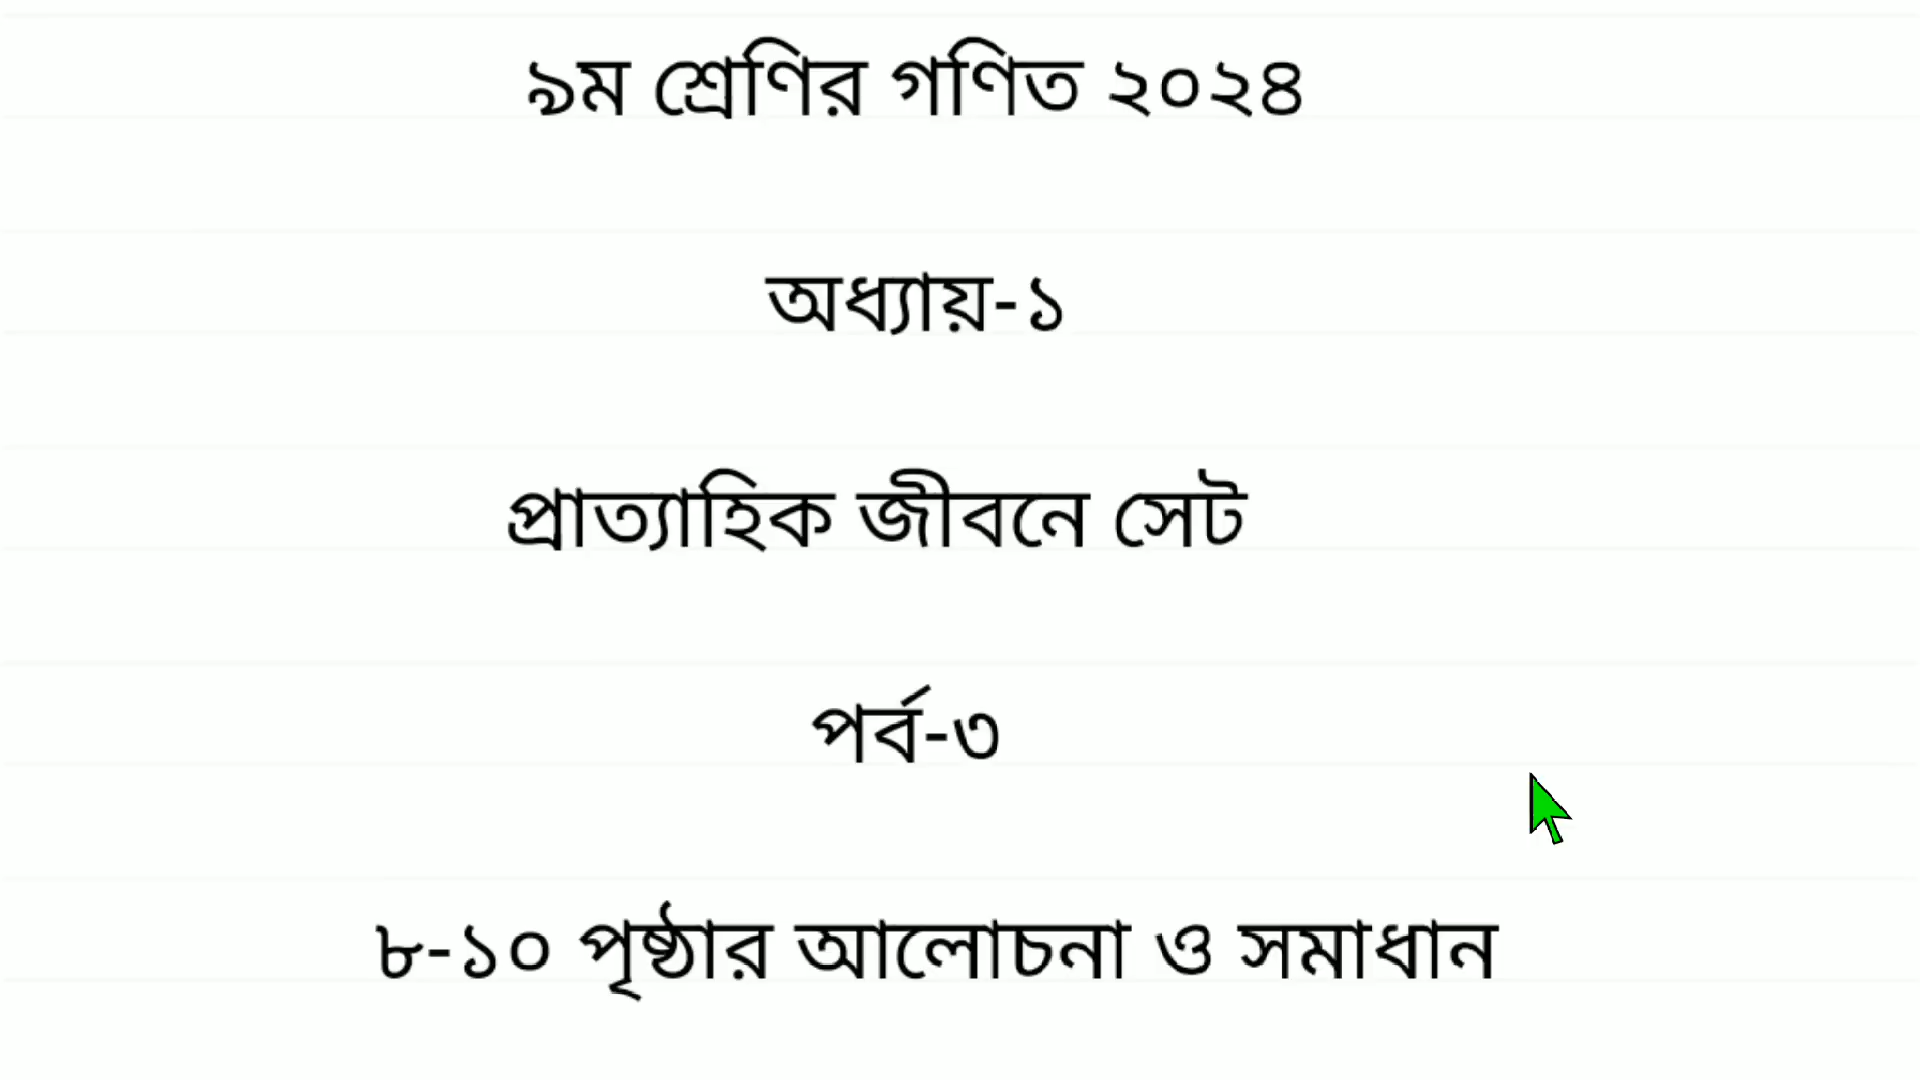 ৯ম শ্রেণির গণিত ২০২৪
অধ্যায়-১
প্রাত্যাহিক জীবনে সেট
পর্ব-৩
৮-১০ পৃষ্ঠার আলোচনা ও সমাধান